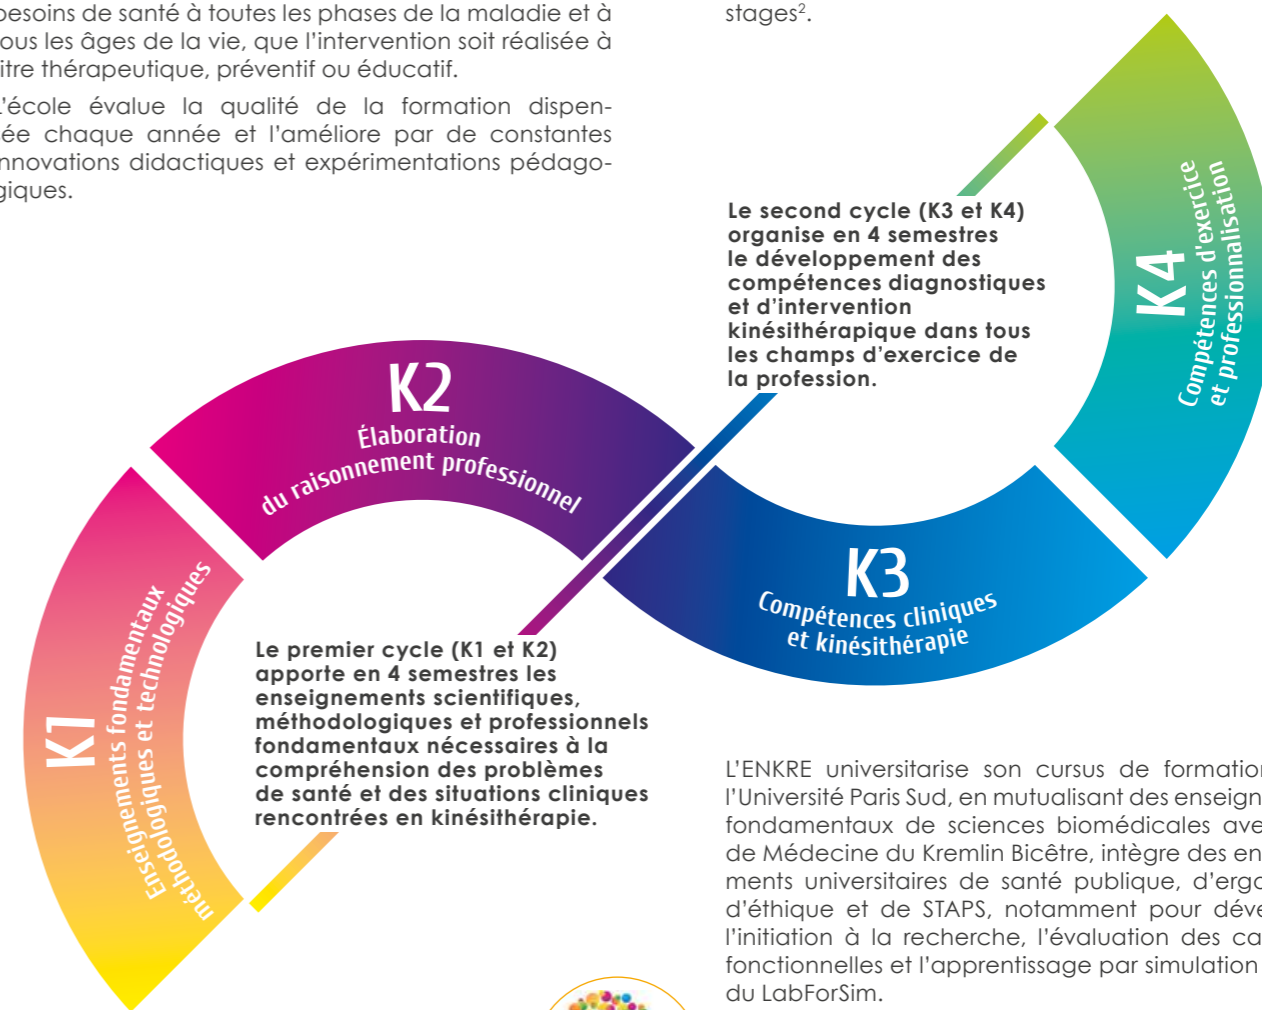 besoins de santé à toutes les phases de la maladie et à
tous les âges de la vie, que l'intervention soit réalisée à
titre thérapeutique, préventif ou éducatif.
L'école évalue la qualité de la formation dispen-
sée chaque année et l'améliore par de constantes
innovations didactiques et expérimentations pédago-
giques.
stages².
Le second cycle (K3 et K4)
organise en 4 semestres
le développement des
compétences diagnostiques
et d'intervention
kinésithérapique dans tous
les champs d'exercice de
la profession.
K4
Compétences d'exercice
et professionnalisation
K2
Élaboration
du raisonnement professionnel
K3
Compétences cliniques
et kinésithérapie
K1
Enseignements fondamentaux
méthodologiques et technologiques
Le premier cycle (K1 et K2)
apporte en 4 semestres les
enseignements scientifiques,
méthodologiques et professionnels
fondamentaux nécessaires à la
compréhension des problèmes
de santé et des situations cliniques
rencontrées en kinésithérapie.
L'ENKRE universitarise son cursus de formation
l'Université Paris Sud, en mutualisant des enseign
fondamentaux de sciences biomédicales ave
de Médecine du Kremlin Bicêtre, intègre des en
ments universitaires de santé publique, d'ergo
d'éthique et de STAPS, notamment pour déve
l'initiation à la recherche, l'évaluation des ca
fonctionnelles et l'apprentissage par simulation
du LabForSim.